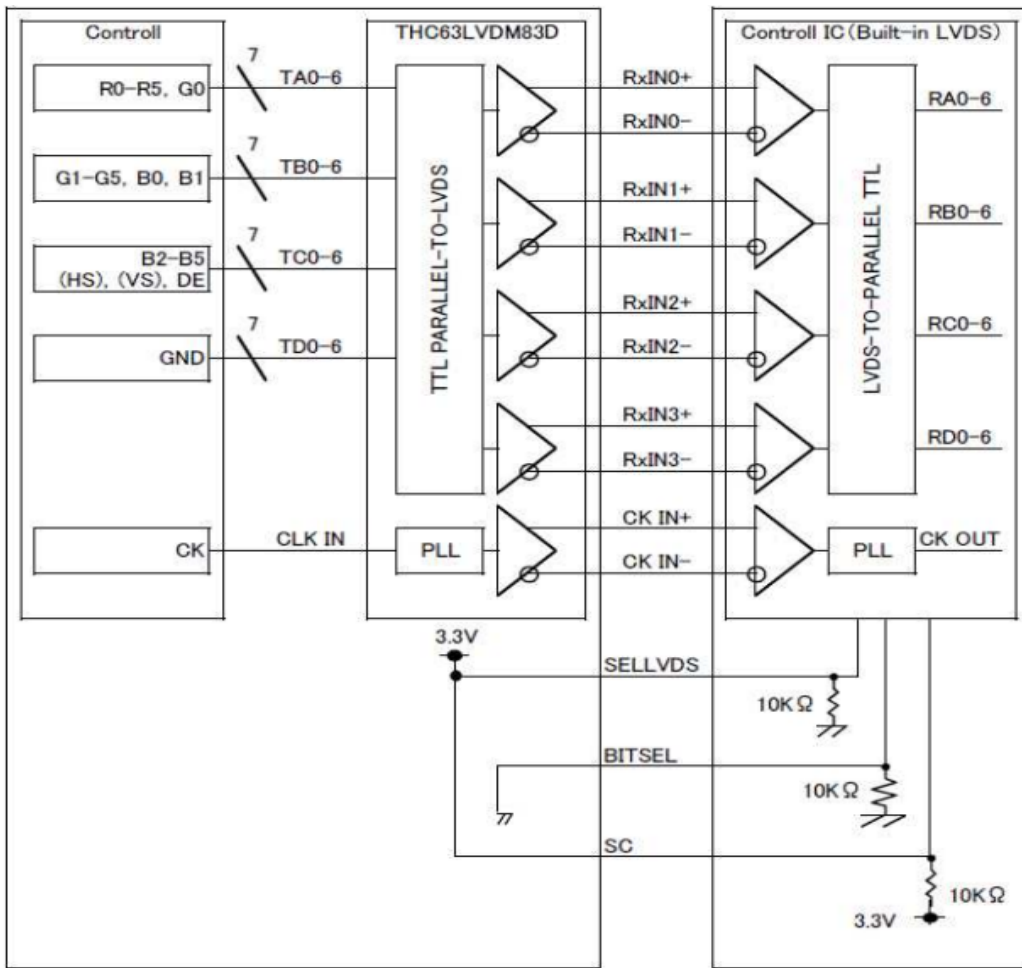 Controll
THC63LVDM83D
Controll IC(Built-in LVDS)
R0-R5, G0
7
TA0-6
RxIN0+
RxIN0-
RA0-6
G1-G5, B0, B1
7
TB0-6
RxIN1+
RxIN1-
RB0-6
B2-B5
(HS), (VS), DE
7
TC0-6
RxIN2+
RxIN2-
RC0-6
GND
7
TD0-6
RxIN3+
RxIN3-
RD0-6
TTL PARALLEL-TO-LVDS
LVDS-TO-PARALLEL TTL
CK
CLK IN
PLL
CK IN+
CK IN-
PLL
CK OUT
3.3V
SELLVDS
10KΩ
BITSEL
10KΩ
SC
10KΩ
3.3V